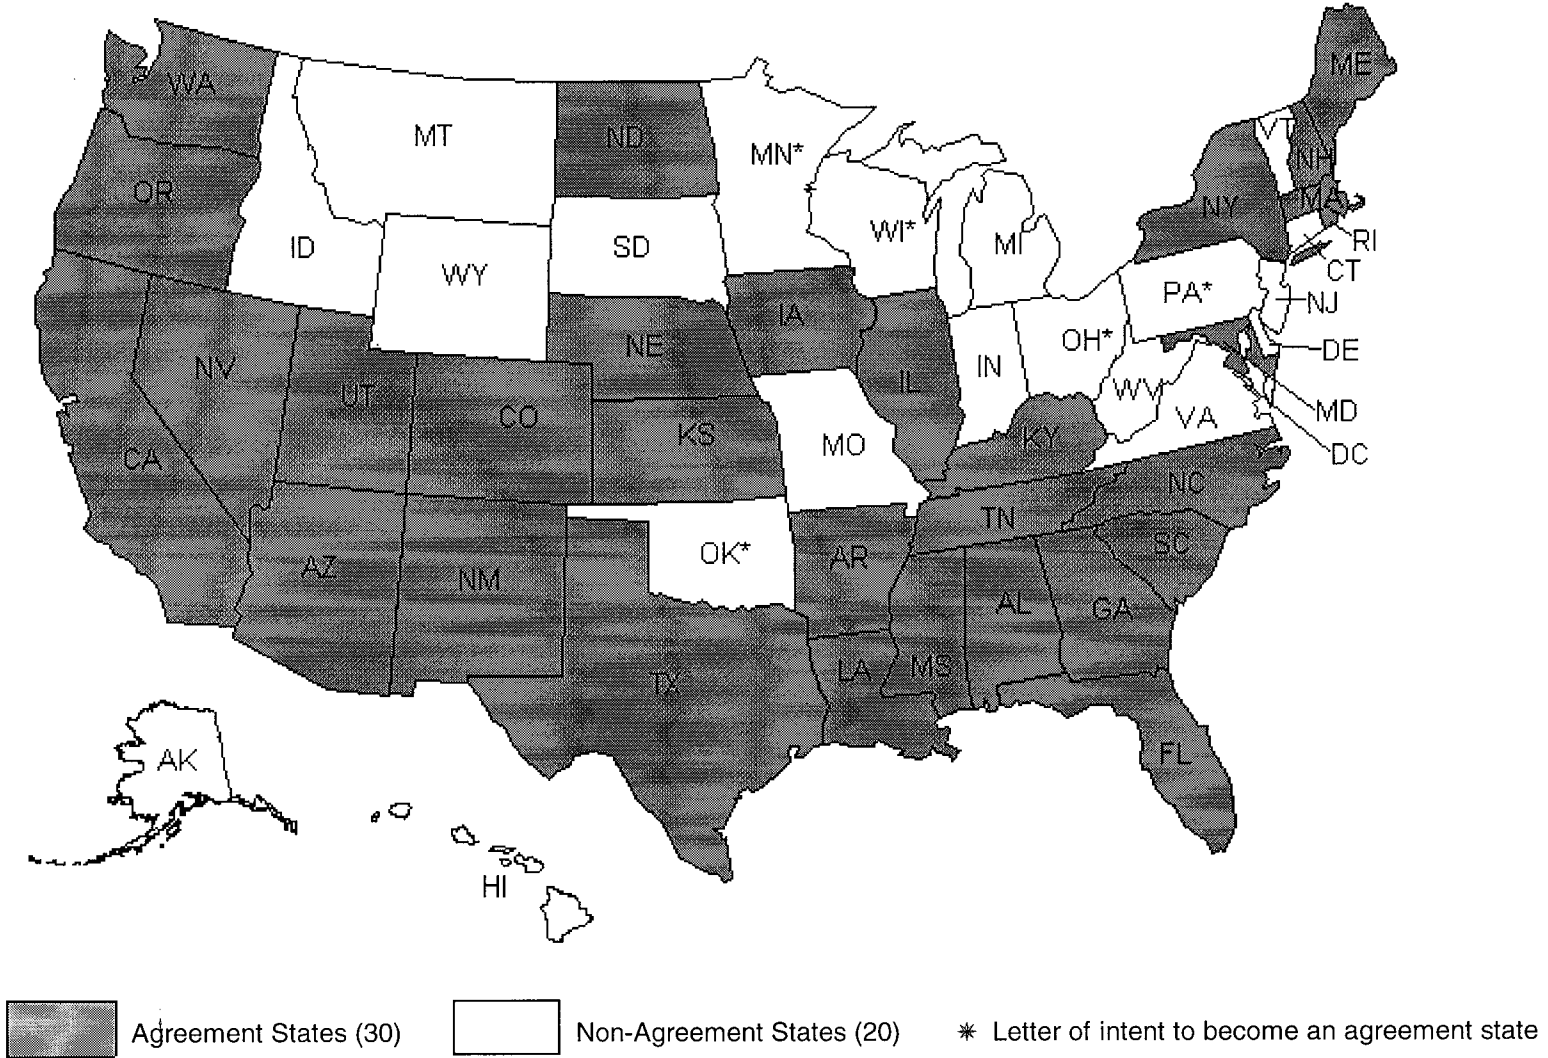 ME
WA
MT
ND
VT
MN*
NH
OR
MA
NY
WI*
RI
ID
SD
MI
CT
WY
PA*
NJ
IA
NE
OH*
DE
NV
IN
IL
UT
WV
CO
MD
VA
KS
KY
MO
DC
CA
NC
TN
SC
OK*
AR
AZ
NM
AL
GA
LA
MS
TX
FL
AK
HI
Agreement States (30)
Non-Agreement States (20)
* Letter of intent to become an agreement state